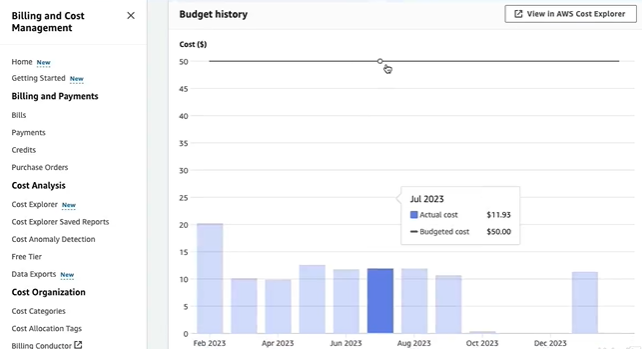 Billing and Cost
Management
Home New
Getting Started New
Billing and Payments
Bills
Payments
Credits
Purchase Orders
Cost Analysis
Cost Explorer New
Cost Explorer Saved Reports
Cost Anomaly Detection
Free Tier
Data Exports New
Cost Organization
Cost Categories
Cost Allocation Tags
Billing Conductor
Budget history
View in AWS Cost Explorer
Cost ($)
50
45
40
35
30
25
20
15
10
5
0
Jul 2023
Actual cost $11.93
Budgeted cost $50.00
Feb 2023 Apr 2023 Jun 2023 Aug 2023 Oct 2023 Dec 2023